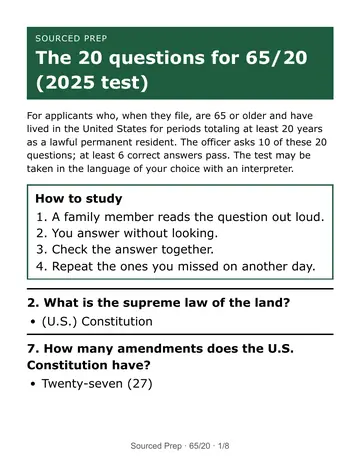 SOURCED PREP
The 20 questions for 65/20
(2025 test)
For applicants who, when they file, are 65 or older and have
lived in the United States for periods totaling at least 20 years
as a lawful permanent resident. The officer asks 10 of these 20
questions; at least 6 correct answers pass. The test may be
taken in the language of your choice with an interpreter.
How to study
1. A family member reads the question out loud.
2. You answer without looking.
3. Check the answer together.
4. Repeat the ones you missed on another day.
2. What is the supreme law of the land?
• (U.S.) Constitution
7. How many amendments does the U.S.
Constitution have?
• Twenty-seven (27)
Sourced Prep · 65/20 · 1/8